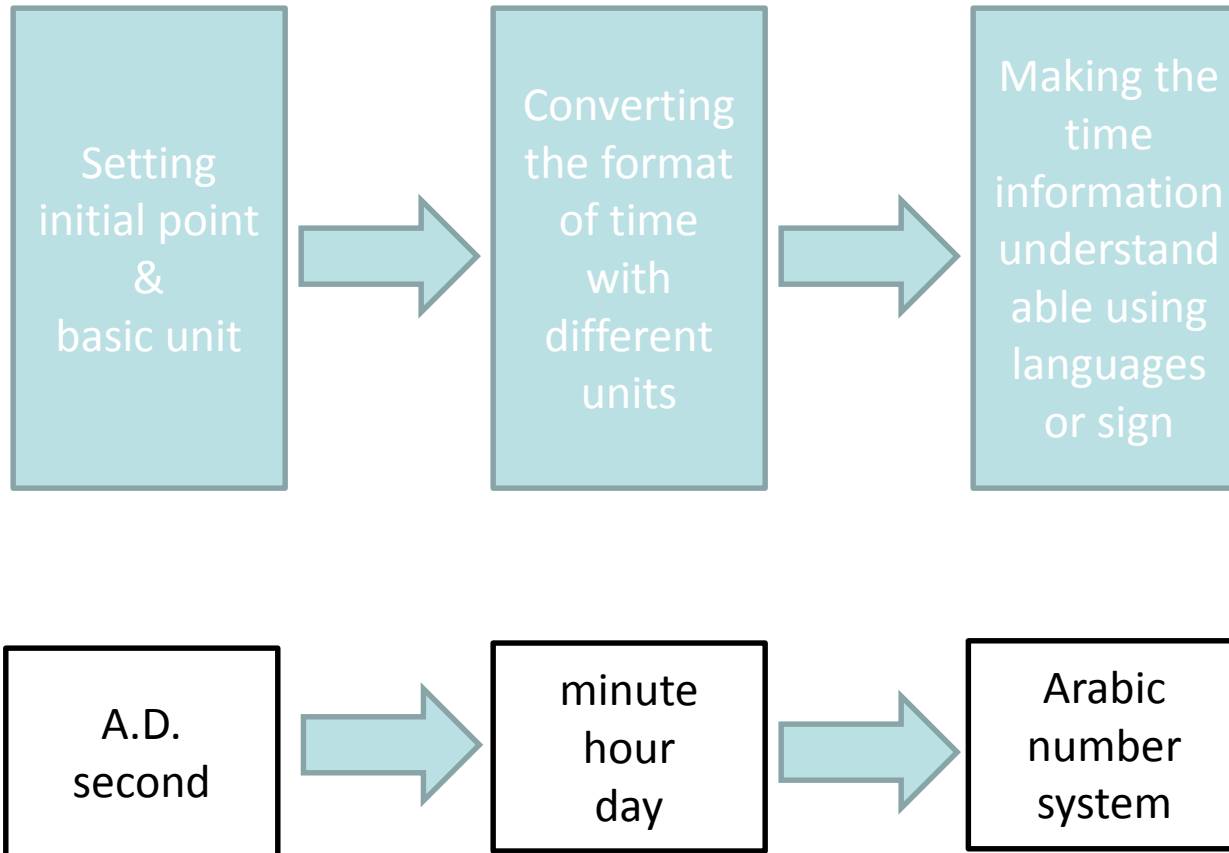 Setting
initial point
&
basic unit
Converting
the format
of time
with
different
units
Making the
time
information
understand
able using
languages
or sign
A.D.
second
minute
hour
day
Arabic
number
system